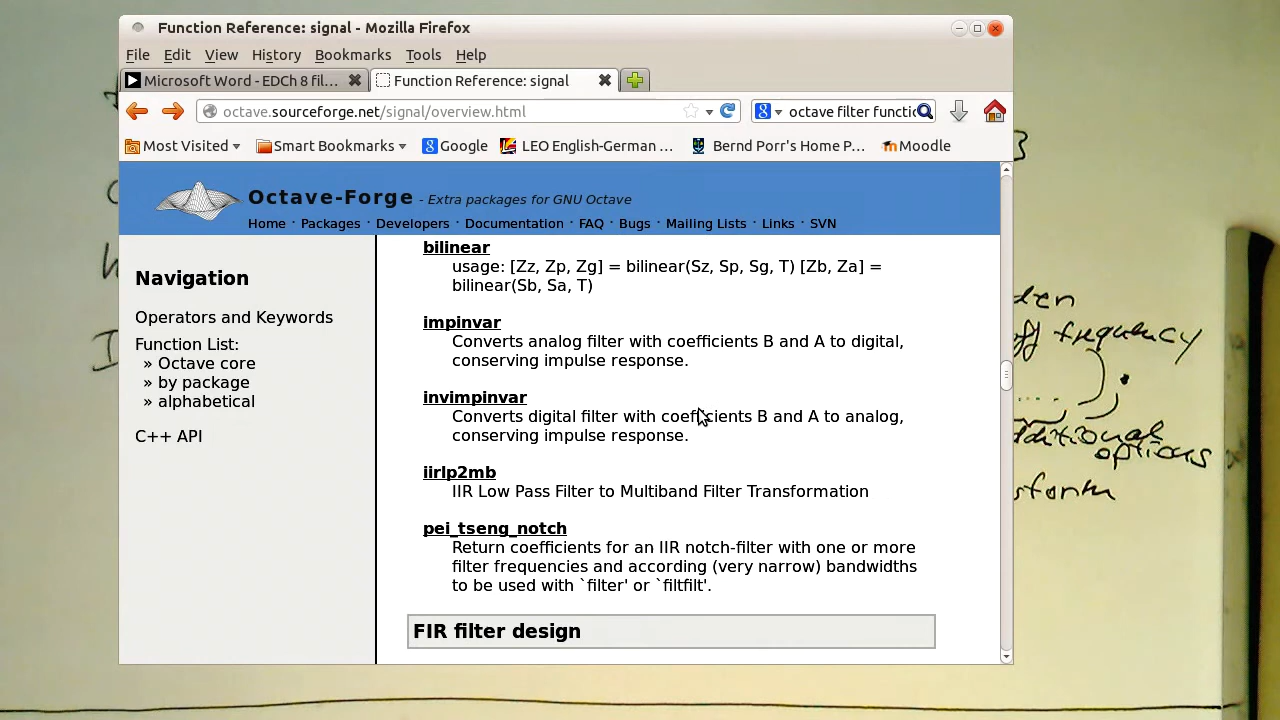 Function Reference: signal - Mozilla Firefox
File Edit View History Bookmarks Tools Help
Microsoft Word - EDCh 8 fil... Function Reference: signal
octave.sourceforge.net/signal/overview.html octave filter functic
Most Visited Smart Bookmarks Google LEO English-German ... Bernd Porr's Home P... Moodle
Octave-Forge - Extra packages for GNU Octave
Home · Packages · Developers · Documentation · FAQ · Bugs · Mailing Lists · Links · SVN
Navigation
Operators and Keywords
Function List:
» Octave core
» by package
» alphabetical
C++ API
bilinear
usage: [Zz, Zp, Zg] = bilinear(Sz, Sp, Sg, T) [Zb, Za] =
bilinear(Sb, Sa, T)
impinvar
Converts analog filter with coefficients B and A to digital,
conserving impulse response.
invimpinvar
Converts digital filter with coefficients B and A to analog,
conserving impulse response.
iirlp2mb
IIR Low Pass Filter to Multiband Filter Transformation
pei_tseng_notch
Return coefficients for an IIR notch-filter with one or more
filter frequencies and according (very narrow) bandwidths
to be used with `filter' or `filtfilt'.
FIR filter design
3
frequency
options